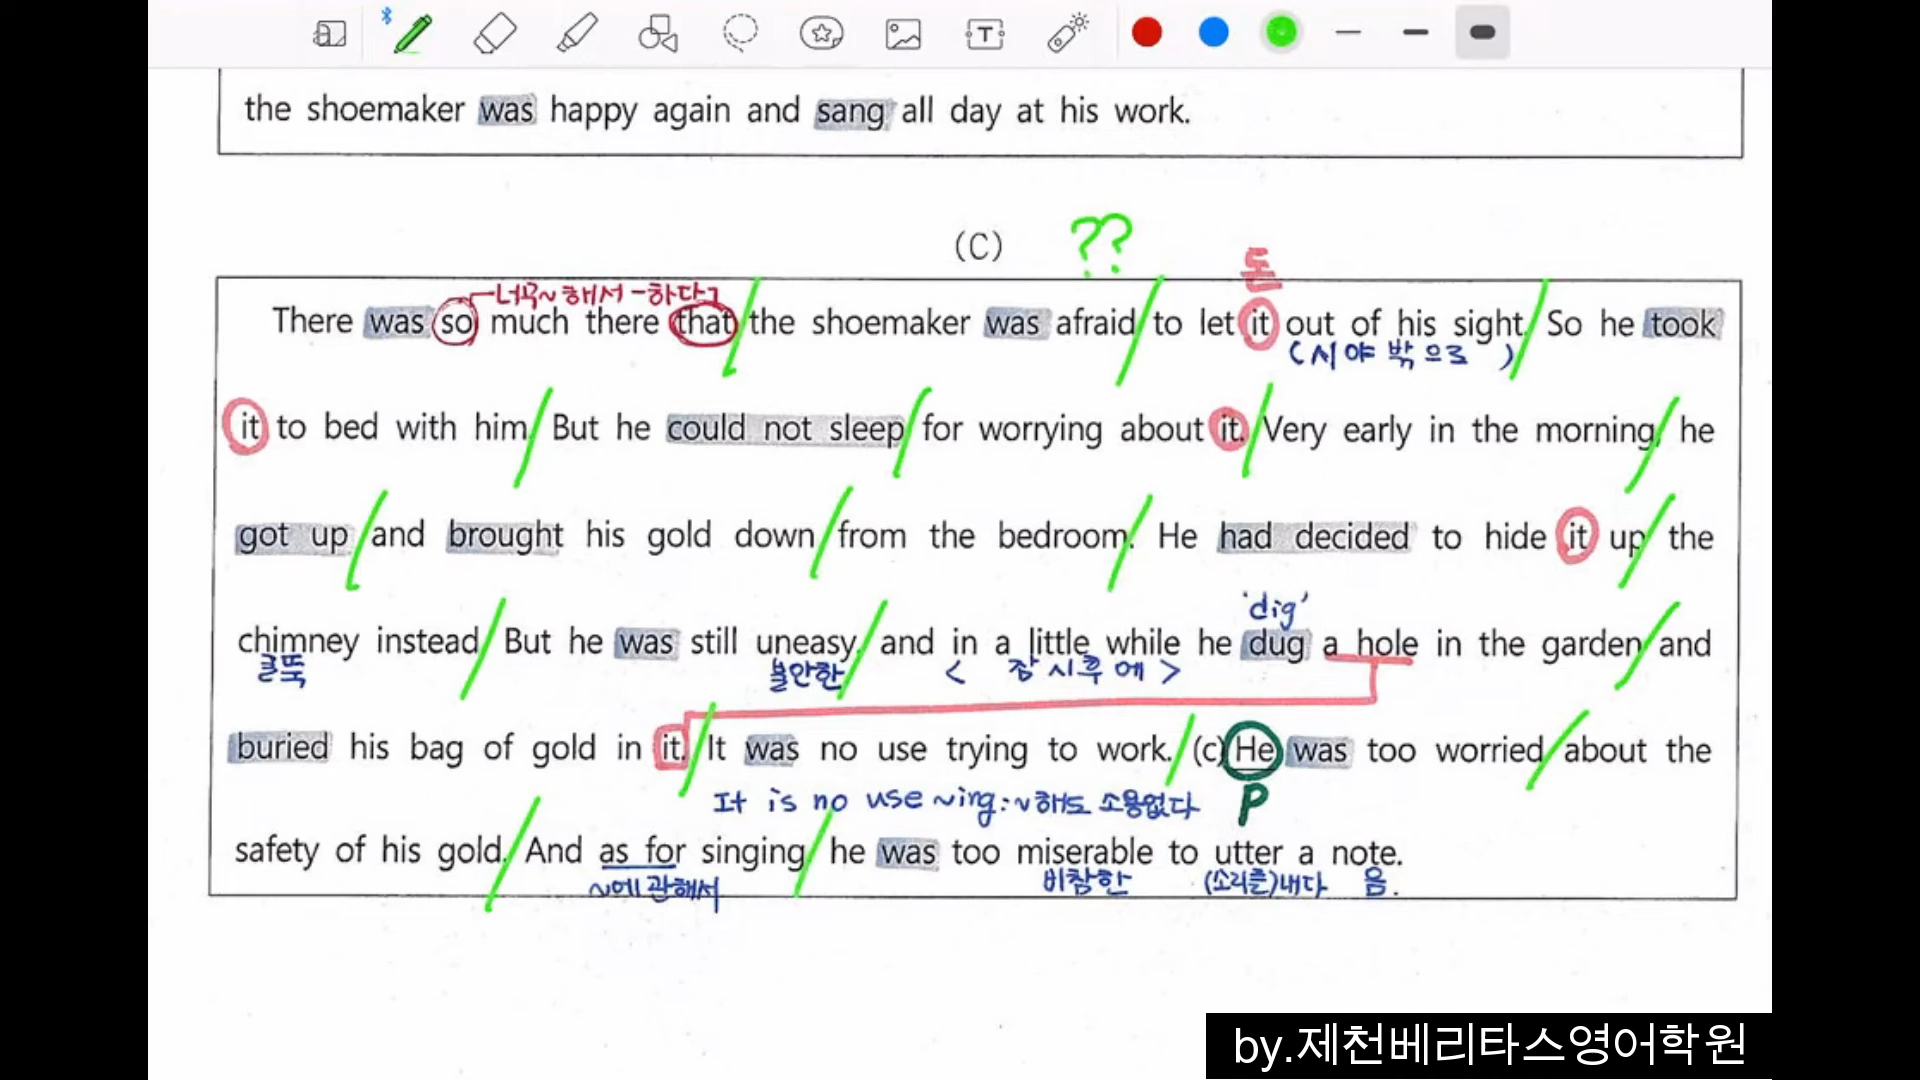 the shoemaker was happy again and sang all day at his work.
(C) ??
돈
너무~해서 -하다
There was so much there that the shoemaker was afraid to let it out of his sight. So he took
(시야 밖으로 )
it to bed with him. But he could not sleep for worrying about it. Very early in the morning, he
got up and brought his gold down from the bedroom. He had decided to hide it up the
'dig'
chimney instead. But he was still uneasy, and in a little while he dug a hole in the garden and
굴뚝 불안한 < 잠시후에 >
buried his bag of gold in it. It was no use trying to work. (c) He was too worried about the
It is no use ~ing:~해도 소용없다 P
safety of his gold. And as for singing, he was too miserable to utter a note.
~에 관해서 비참한 (소리를)내다 음.
by.제천베리타스영어학원